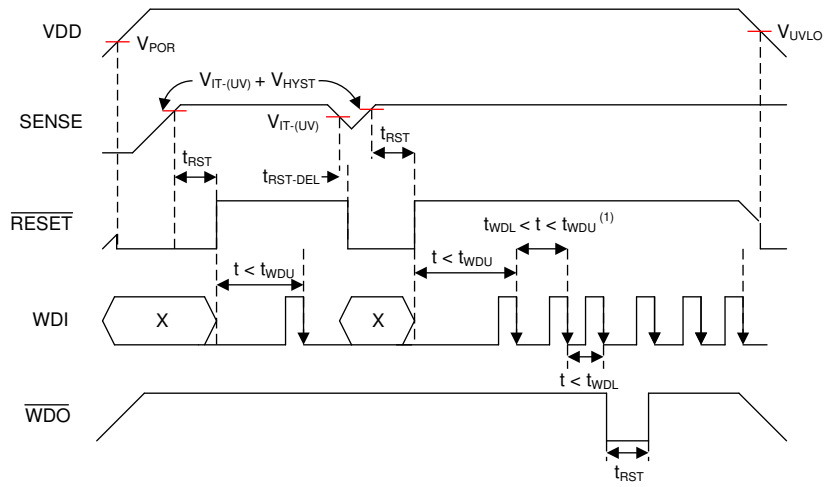 VDD
V_POR
V_UVLO
V_IT-(UV) + V_HYST
SENSE
V_IT-(UV)
t_RST
t_RST
t_RST-DEL
RESET
t_WDL < t < t_WDU (1)
t < t_WDU
t < t_WDU
WDI
X
X
t < t_WDL
WDO
t_RST